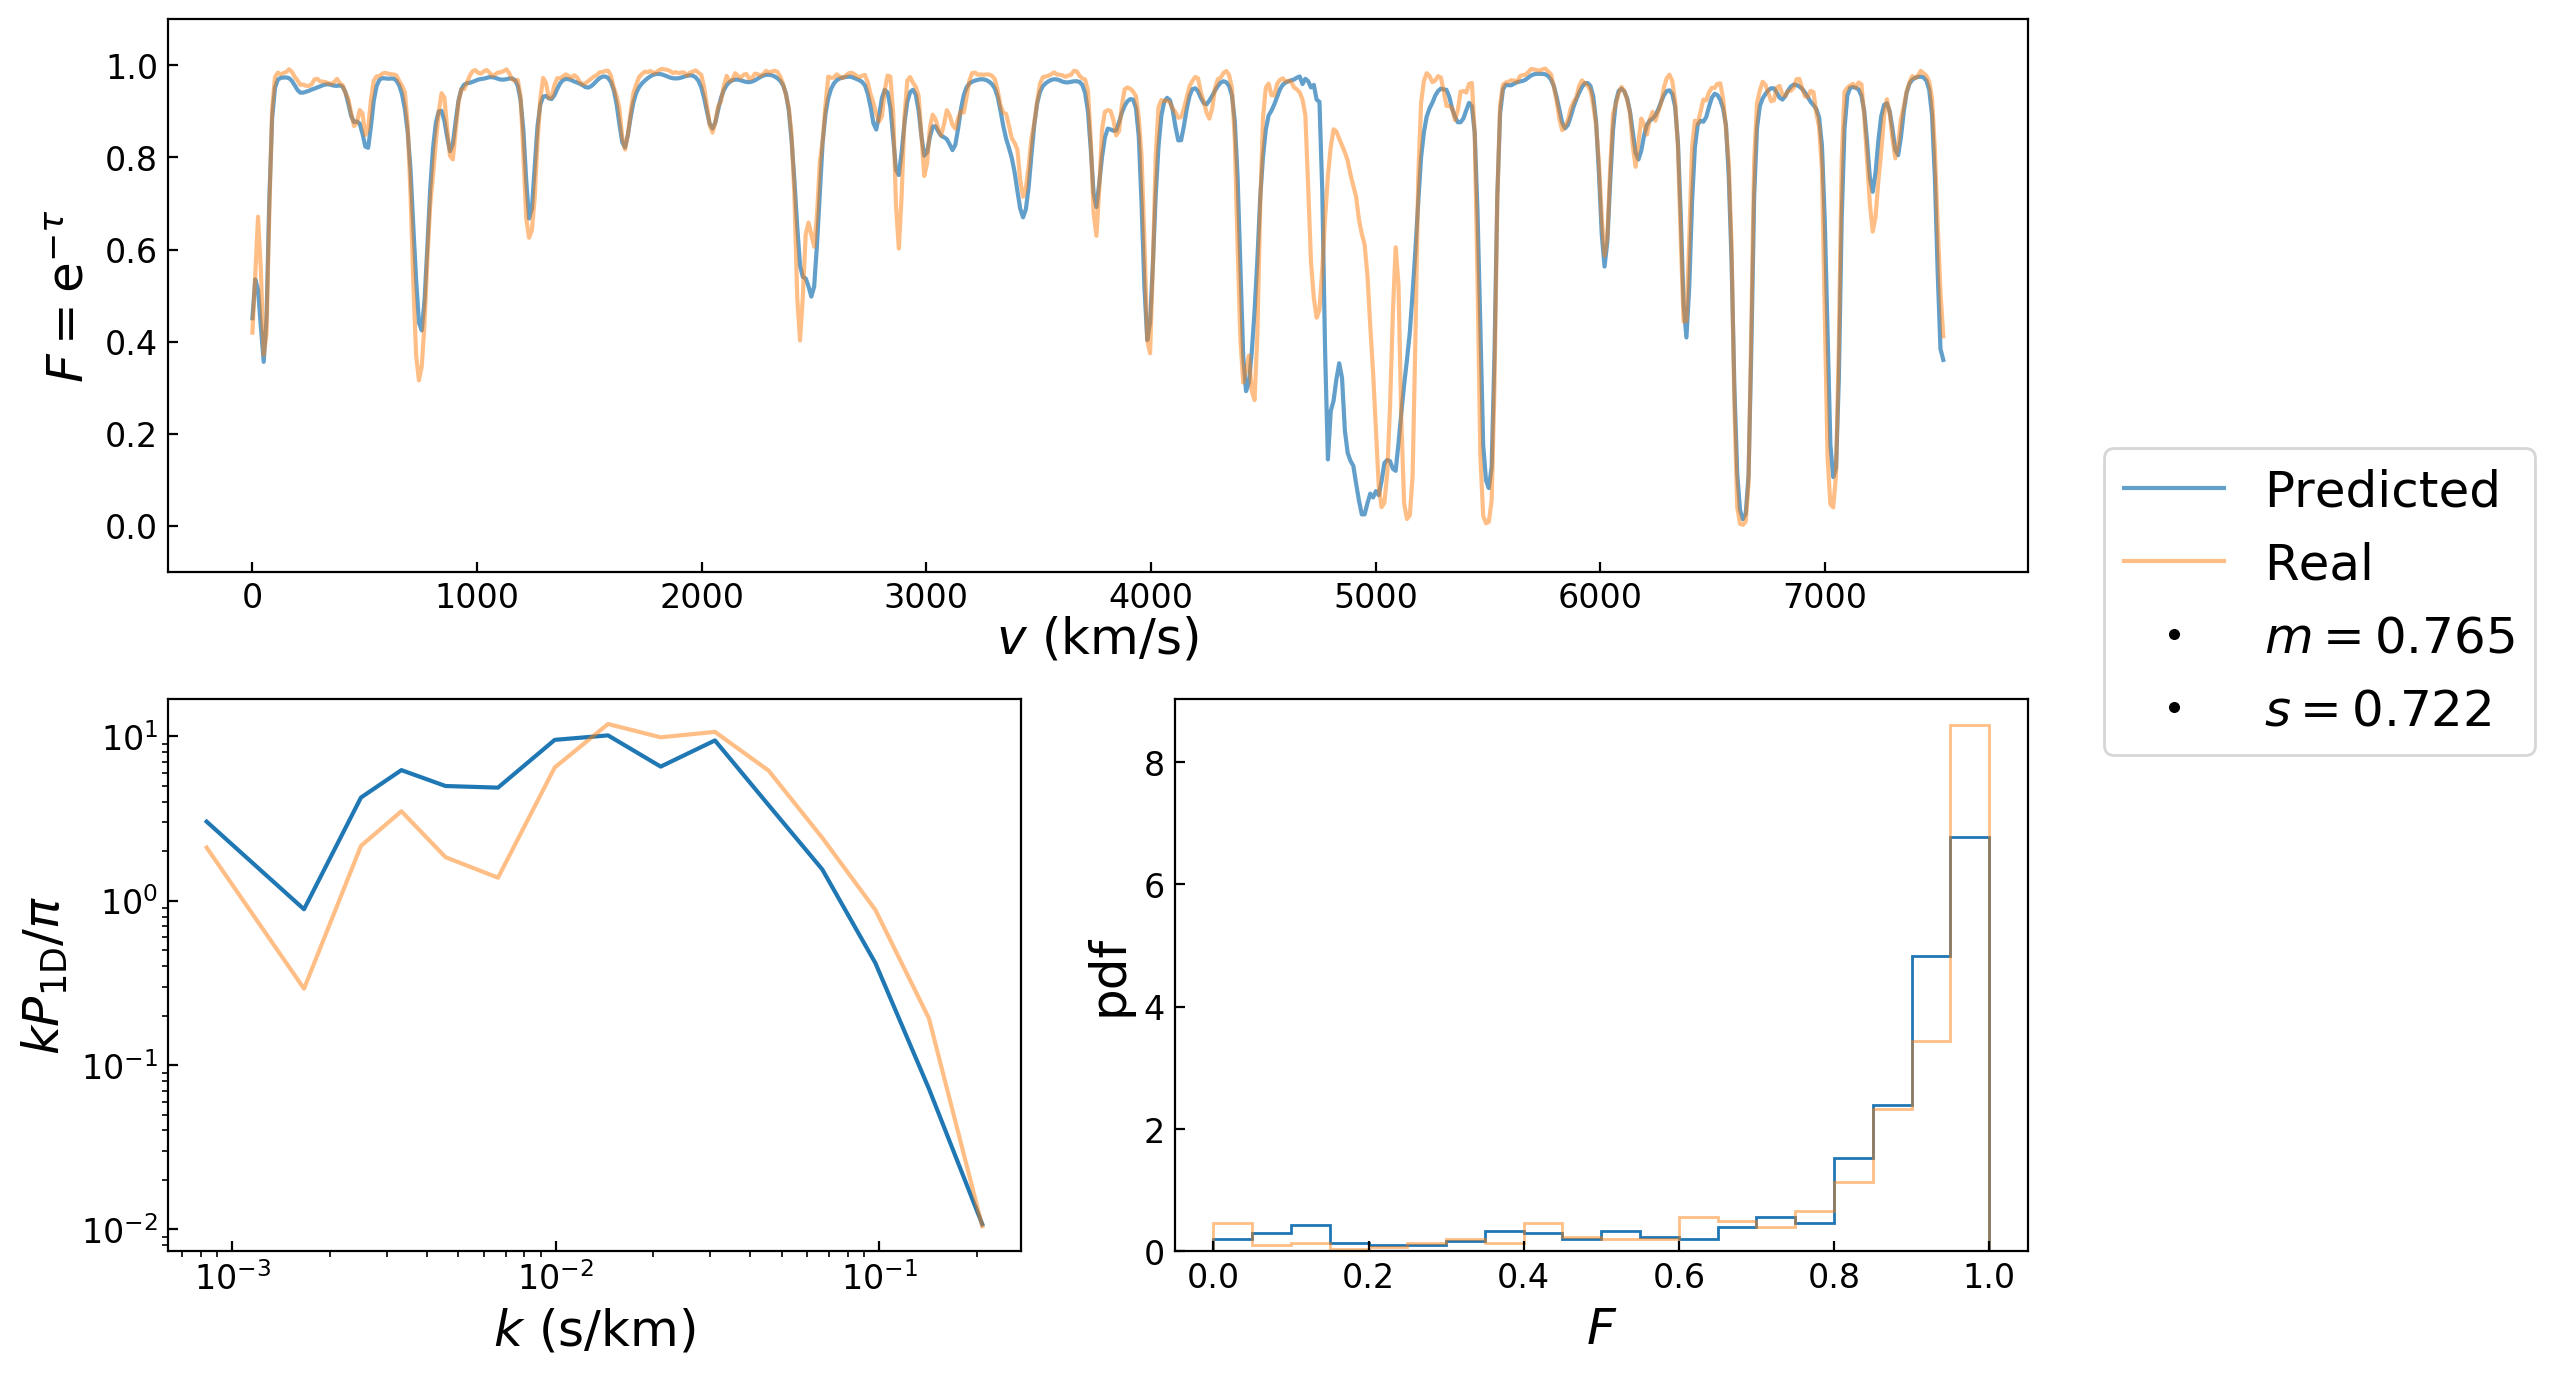 1.0
0.8
0.6
0.4
0.2
0.0
F = e^{-τ}
0 1000 2000 3000 4000 5000 6000 7000
v (km/s)
Predicted
Real
m = 0.765
s = 0.722
10^1
10^0
10^{-1}
10^{-2}
kP_{1D}/π
10^{-3} 10^{-2} 10^{-1}
k (s/km)
8
6
4
2
0
pdf
0.0 0.2 0.4 0.6 0.8 1.0
F